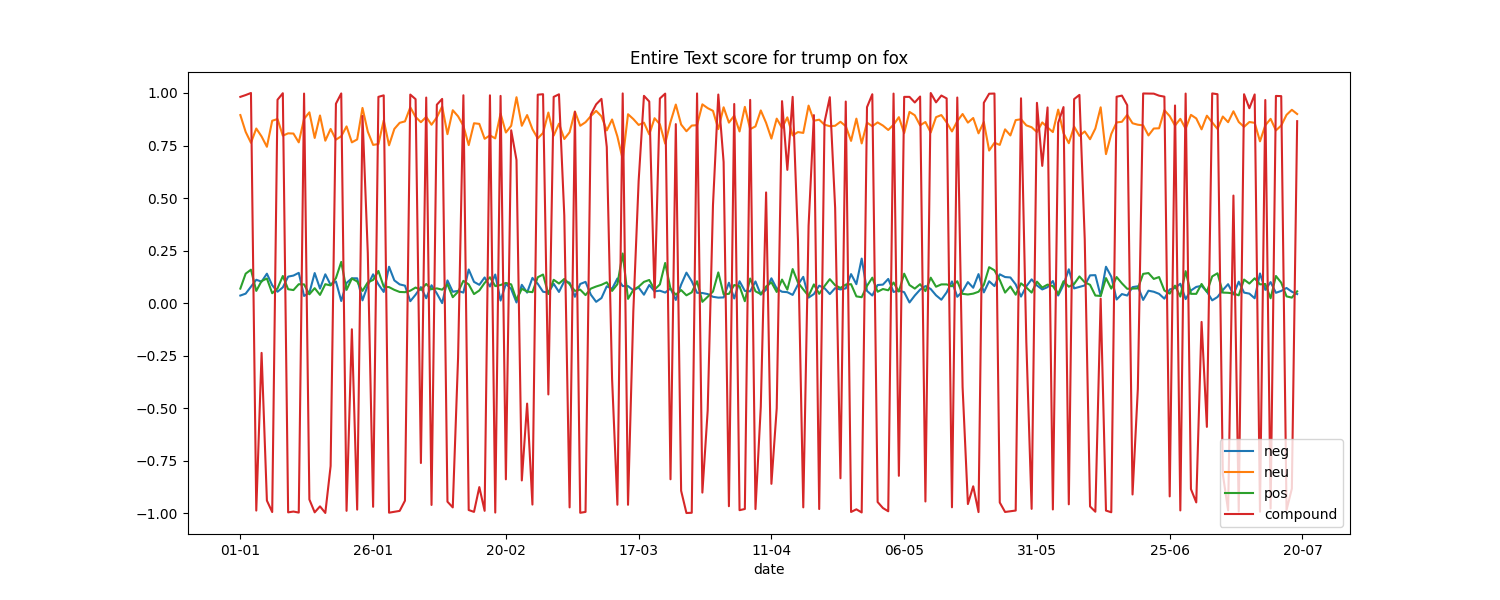 Entire Text score for trump on fox
1.00
0.75
0.50
0.25
0.00
−0.25
−0.50
−0.75
−1.00
neg
neu
pos
compound
01-01 26-01 20-02 17-03 11-04 06-05 31-05 25-06 20-07
date